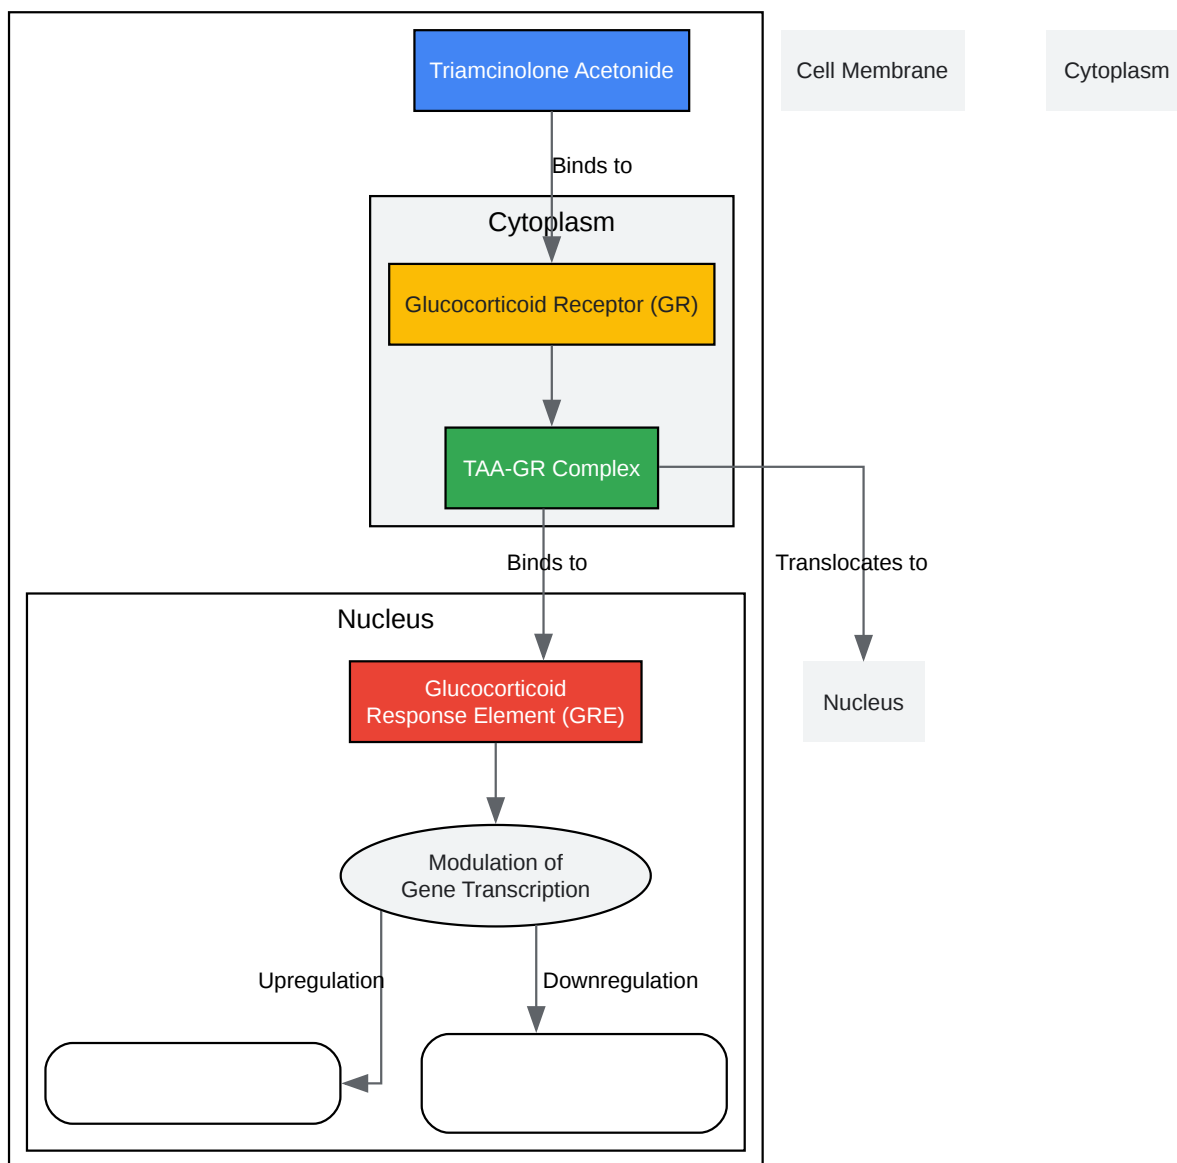 Triamcinolone Acetonide
Cell Membrane
Cytoplasm
Binds to
Cytoplasm
Glucocorticoid Receptor (GR)
TAA-GR Complex
Binds to
Translocates to
Nucleus
Glucocorticoid
Response Element (GRE)
Nucleus
Modulation of
Gene Transcription
Upregulation
Downregulation